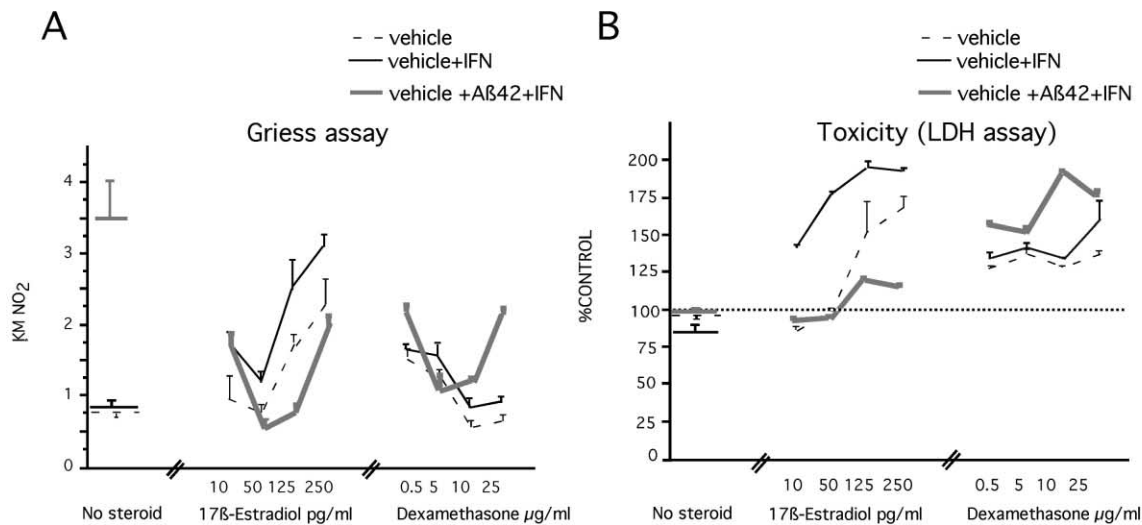 A
vehicle
vehicle+IFN
vehicle +Aß42+IFN
Griess assay
4
3
2
1
0
KM NO2
10 50 125 250
0.5 5 10 25
No steroid
17ß-Estradiol pg/ml
Dexamethasone µg/ml
B
vehicle
vehicle+IFN
vehicle +Aß42+IFN
Toxicity (LDH assay)
200
175
150
125
100
75
50
25
0
%CONTROL
10 50 125 250
0.5 5 10 25
No steroid
17ß-Estradiol pg/ml
Dexamethasone µg/ml